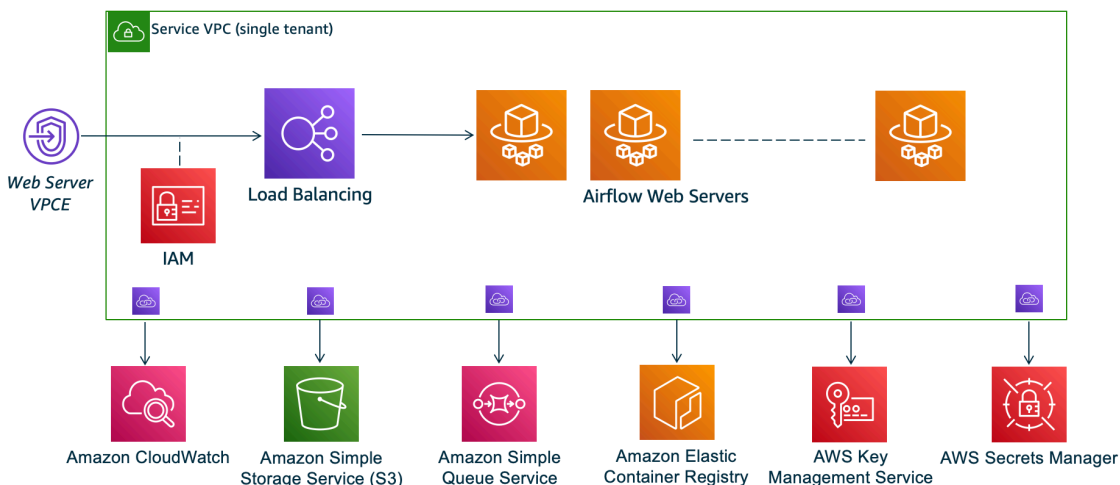 Service VPC (single tenant)
Web Server
VPCE
IAM
Load Balancing
Airflow Web Servers
Amazon CloudWatch
Amazon Simple
Storage Service (S3)
Amazon Simple
Queue Service
Amazon Elastic
Container Registry
AWS Key
Management Service
AWS Secrets Manager